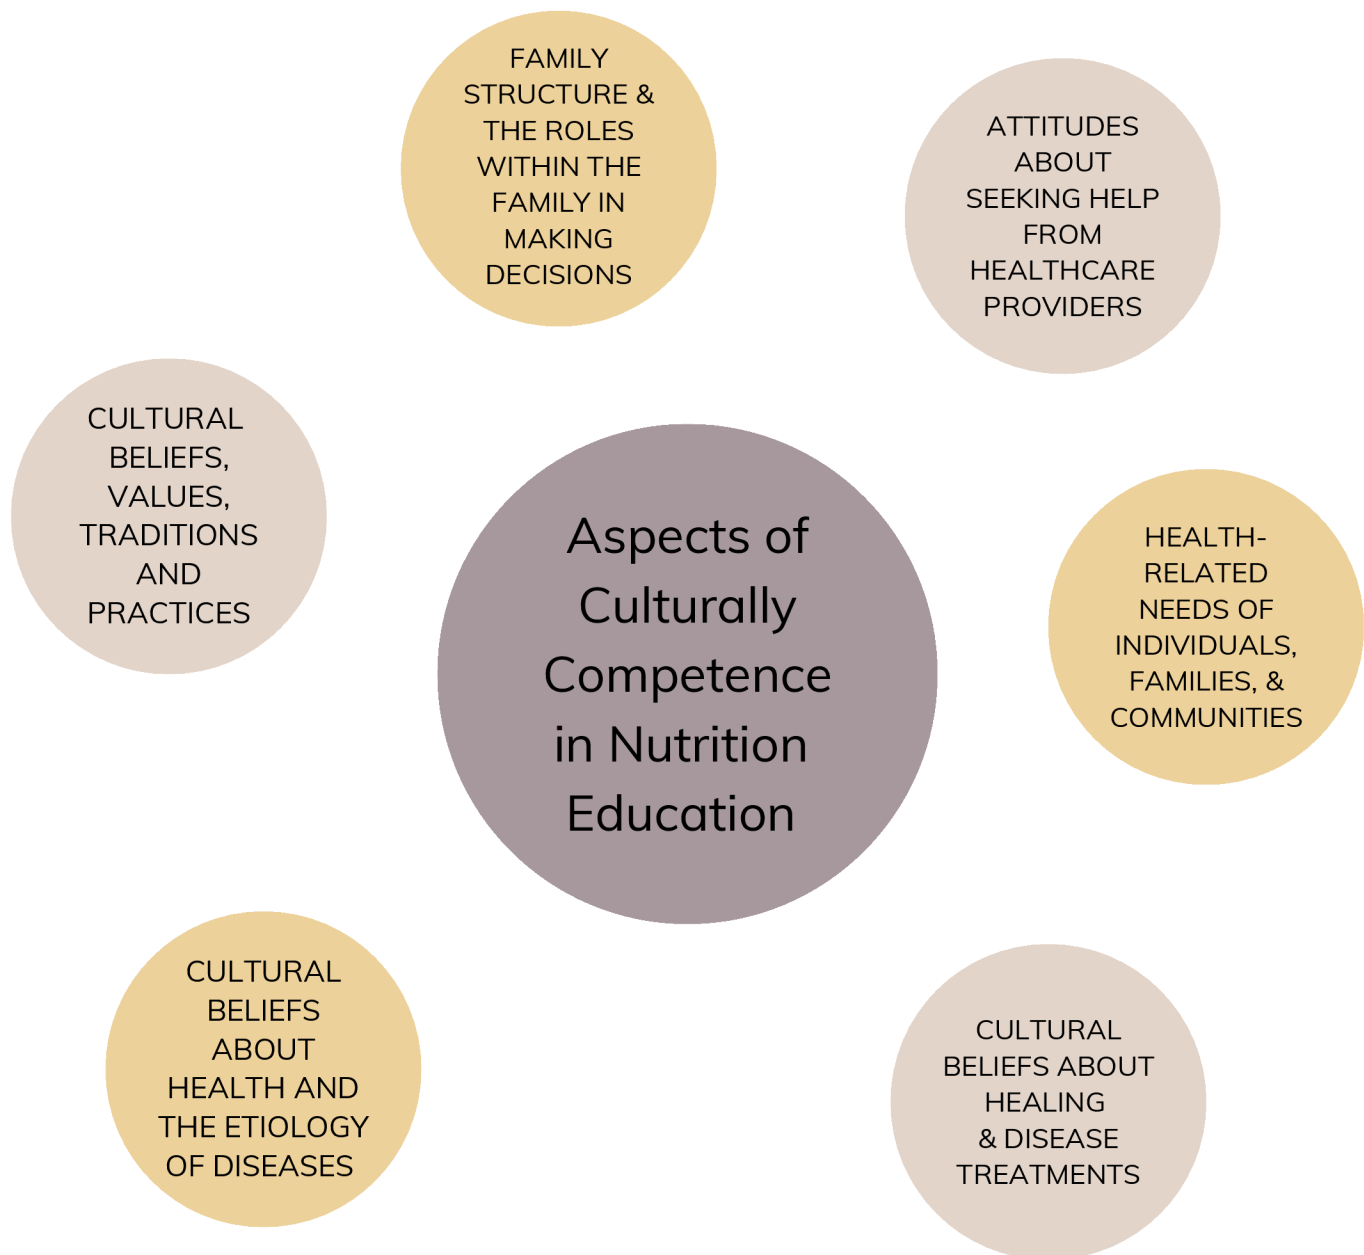 FAMILY
STRUCTURE &
THE ROLES
WITHIN THE
FAMILY IN
MAKING
DECISIONS
ATTITUDES
ABOUT
SEEKING HELP
FROM
HEALTHCARE
PROVIDERS
CULTURAL
BELIEFS,
VALUES,
TRADITIONS
AND
PRACTICES
Aspects of
Culturally
Competence
in Nutrition
Education
HEALTH-
RELATED
NEEDS OF
INDIVIDUALS,
FAMILIES, &
COMMUNITIES
CULTURAL
BELIEFS
ABOUT
HEALTH AND
THE ETIOLOGY
OF DISEASES
CULTURAL
BELIEFS ABOUT
HEALING
& DISEASE
TREATMENTS